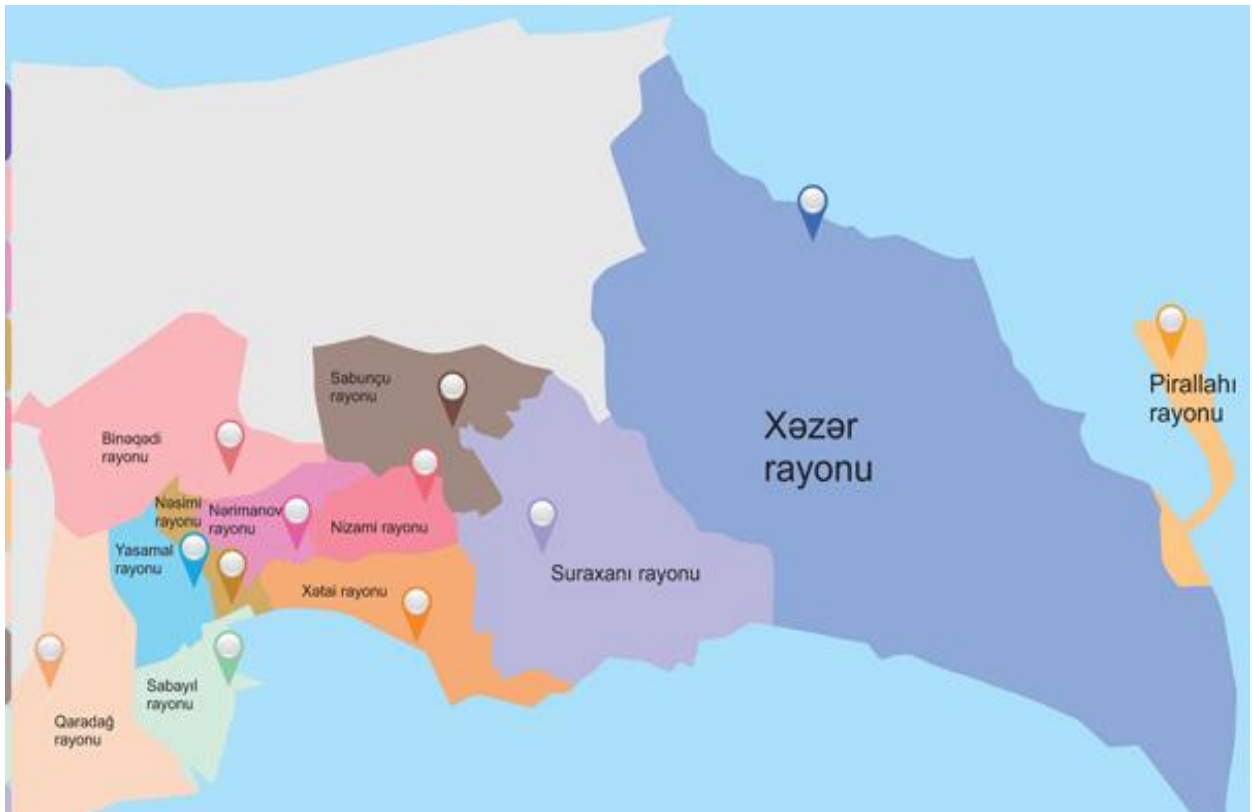 Sabunçu
rayonu
Pirallahı
rayonu
Xəzər
rayonu
Binəqədi
rayonu
Nəsimi
rayonu
Nərimanov
rayonu
Nizami rayonu
Yasamal
rayonu
Suraxanı rayonu
Xətai rayonu
Sabayıl
rayonu
Qaradağ
rayonu